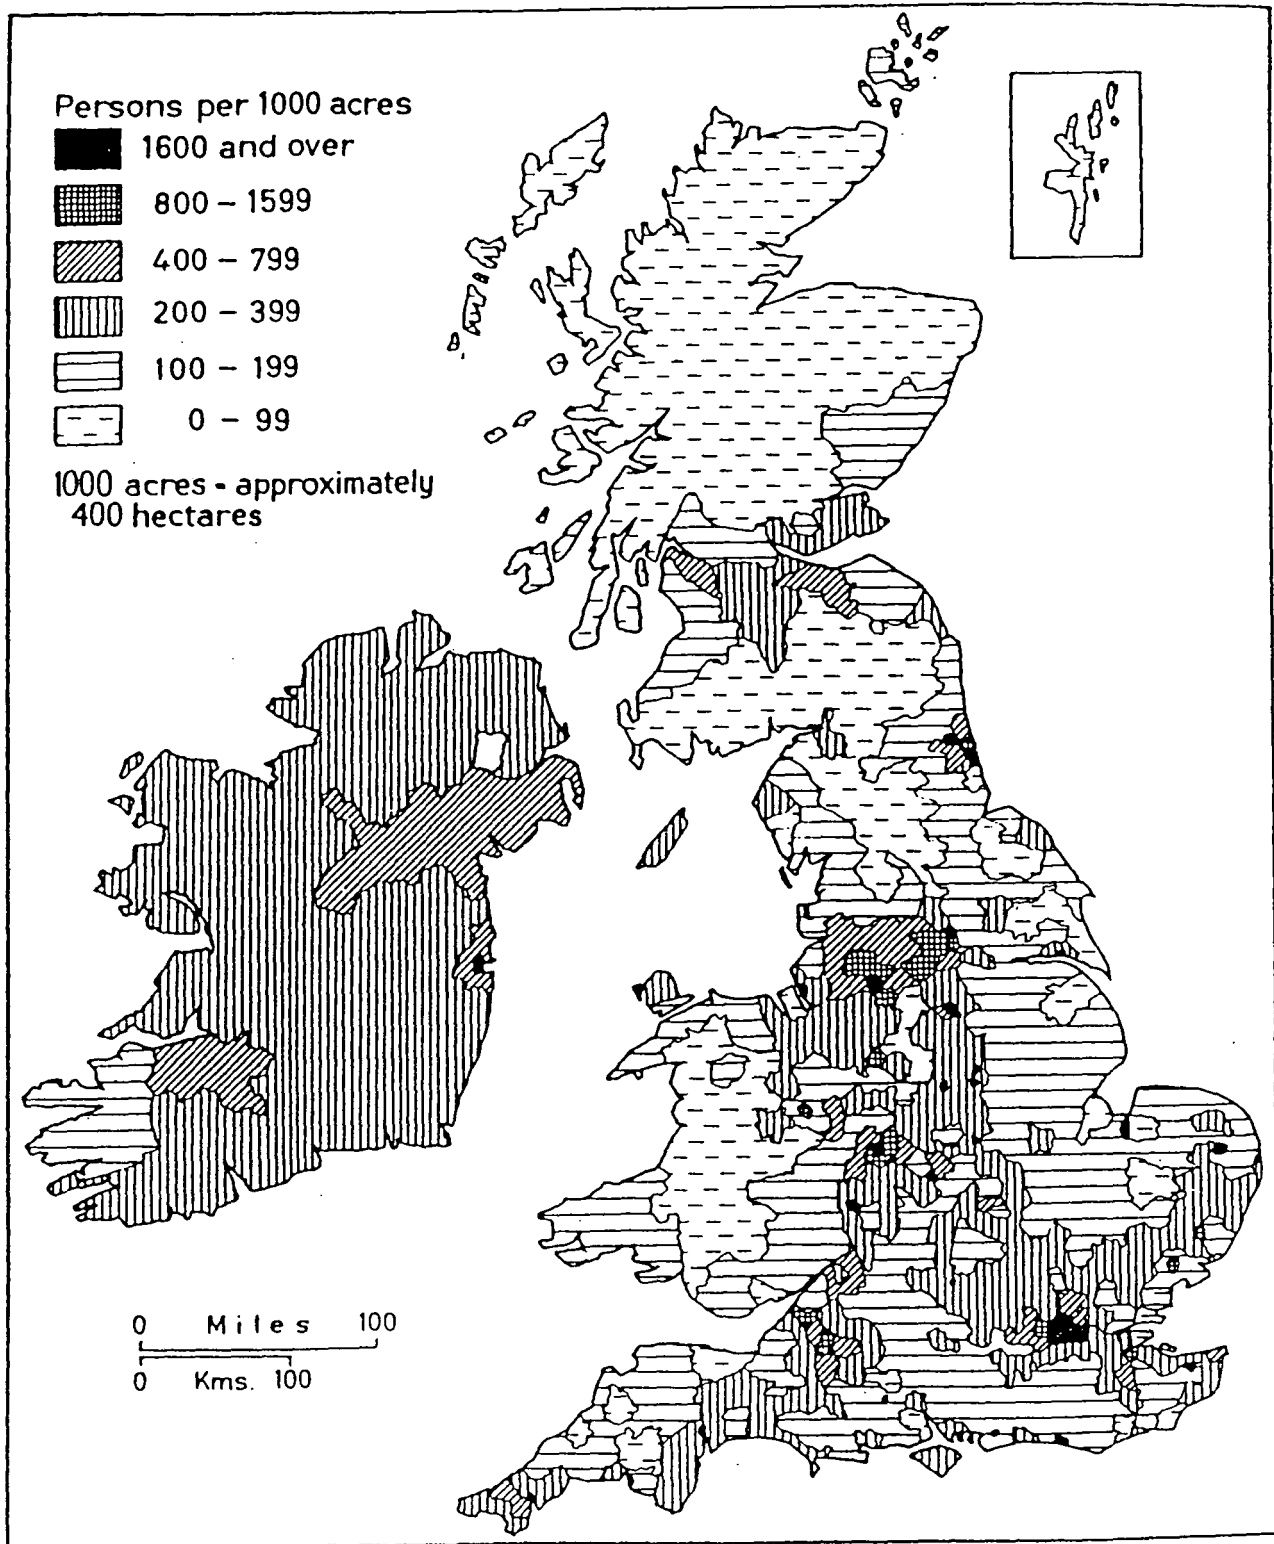 Persons per 1000 acres
1600 and over
800 - 1599
400 - 799
200 - 399
100 - 199
0 - 99
1000 acres - approximately
400 hectares
0 Miles 100
0 Kms. 100